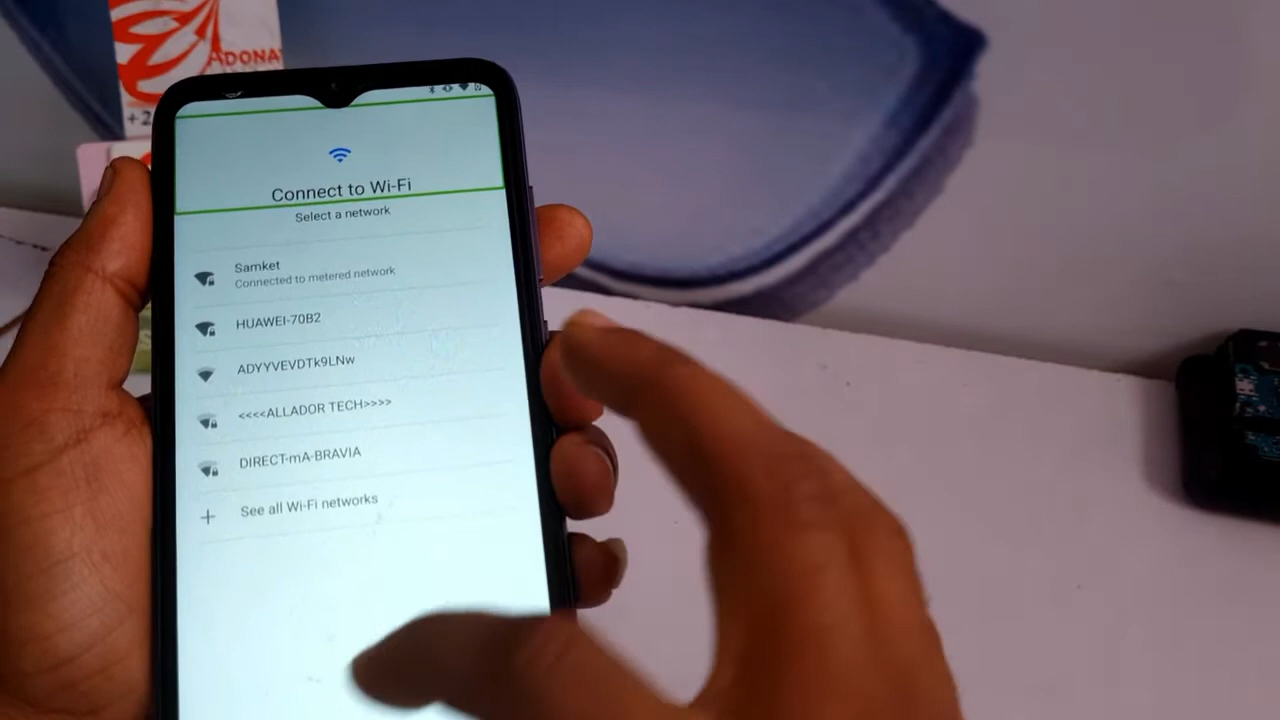 ADONA
+2
Connect to Wi-Fi
Select a network
Samket
Connected to metered network
HUAWEI-70B2
ADYYVEVDTk9LNw
<<<<ALLADOR TECH>>>>
DIRECT-mA-BRAVIA
See all Wi-Fi networks